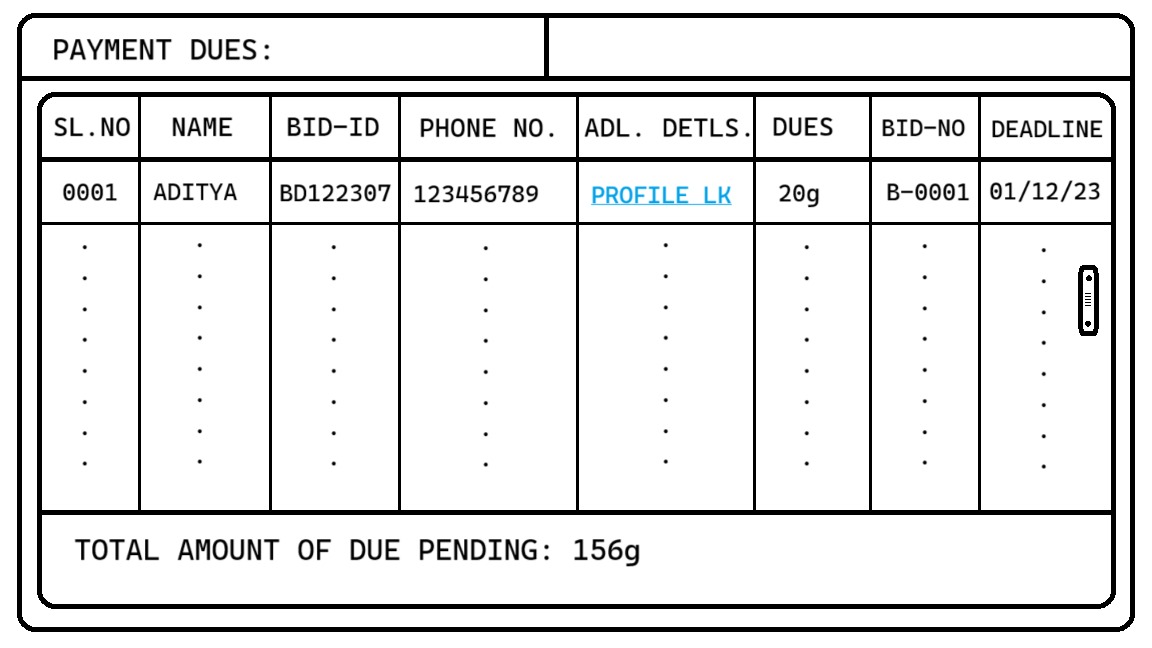 PAYMENT DUES:
SL.NO NAME BID-ID PHONE NO. ADL. DETLS. DUES BID-NO DEADLINE
0001 ADITYA BD122307 123456789 PROFILE LK 20g B-0001 01/12/23
TOTAL AMOUNT OF DUE PENDING: 156g